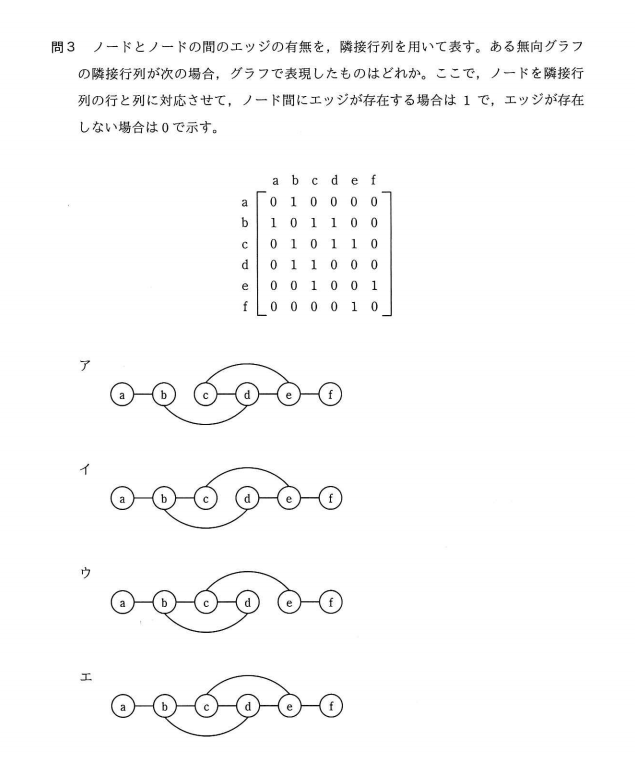 問3 ノードとノードの間のエッジの有無を，隣接行列を用いて表す。ある無向グラフ
の隣接行列が次の場合，グラフで表現したものはどれか。ここで，ノードを隣接行
列の行と列に対応させて，ノード間にエッジが存在する場合は 1 で，エッジが存在
しない場合は0で示す。
a b c d e f
a 0 1 0 0 0 0
b 1 0 1 1 0 0
c 0 1 0 1 1 0
d 0 1 1 0 0 0
e 0 0 1 0 0 1
f 0 0 0 0 1 0
ア
a b c d e f
イ
a b c d e f
ウ
a b c d e f
エ
a b c d e f